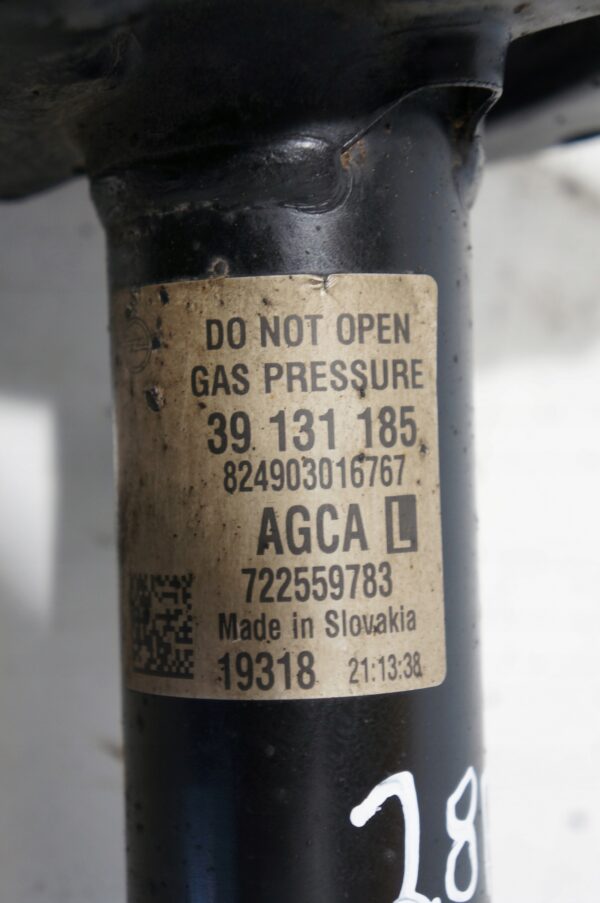 DO NOT OPEN
GAS PRESSURE
39 131 185
824903016767
AGCA L
722559783
Made in Slovakia
19318 21:13:38